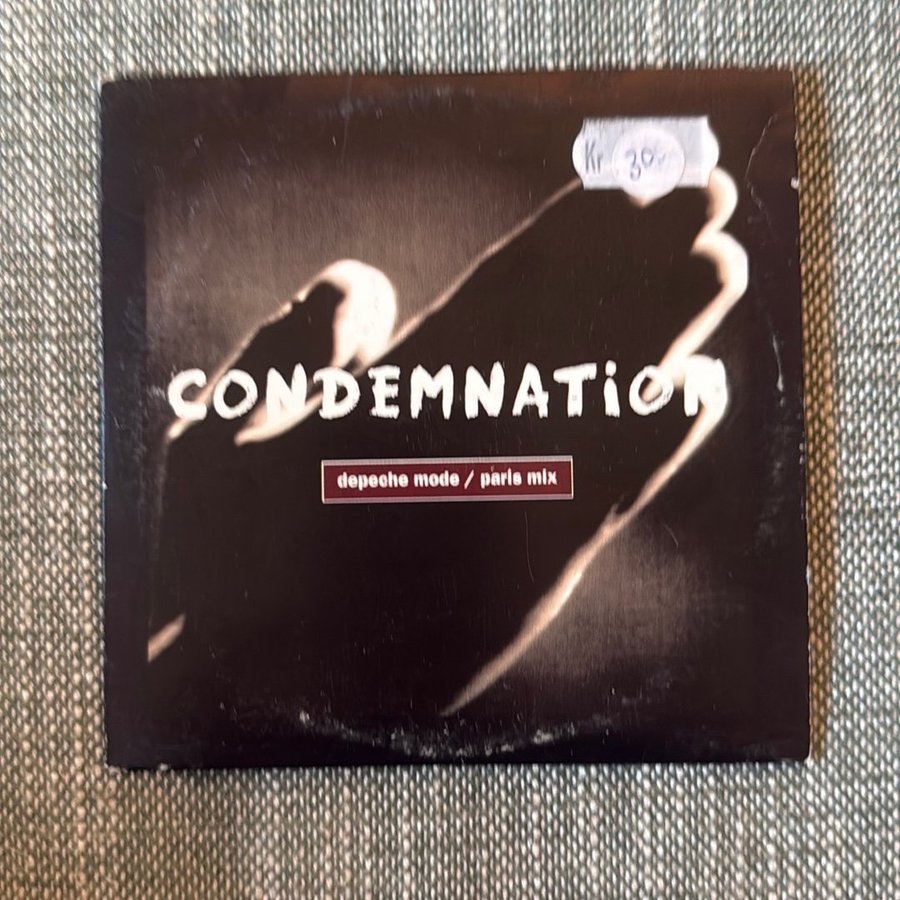 Kr 30,-
CONDEMNATiON
depeche mode / paris mix